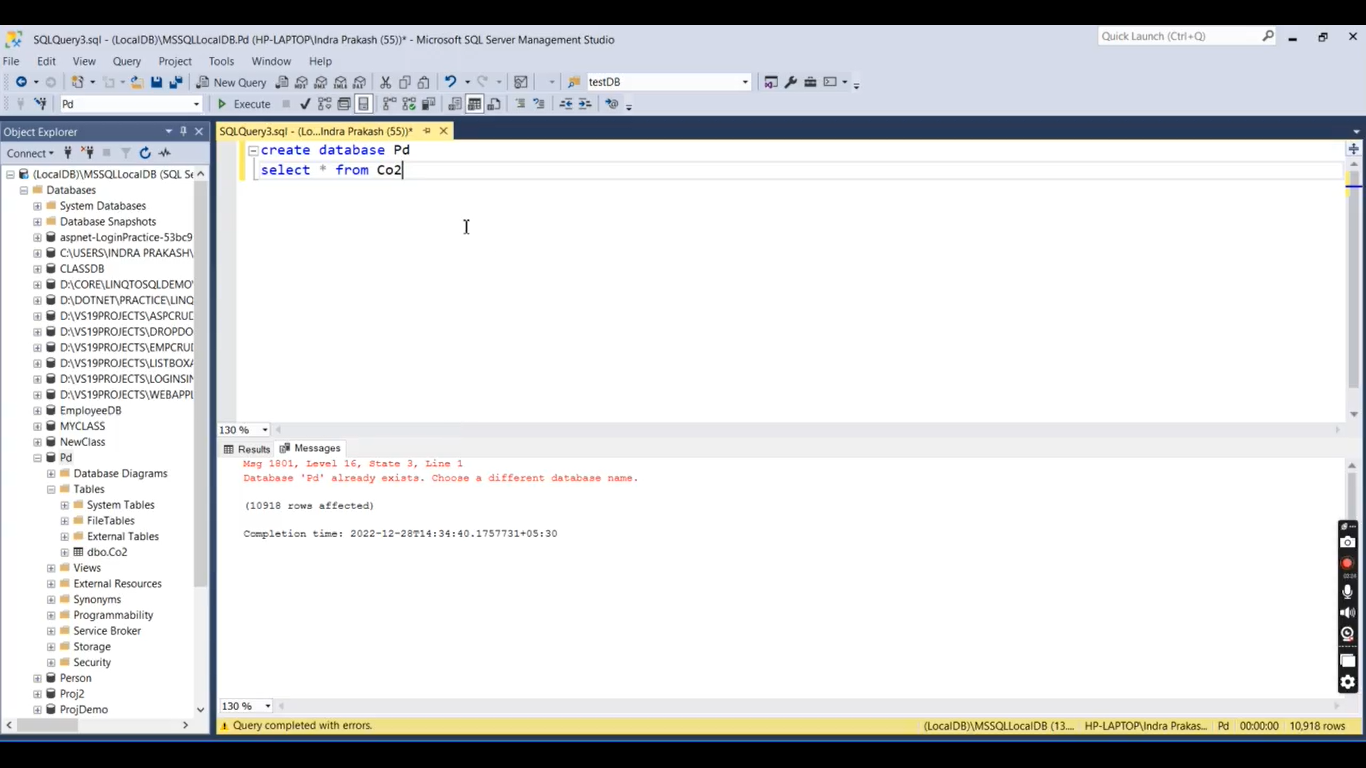 SQLQuery3.sql - (LocalDB)\MSSQLLocalDB.Pd (HP-LAPTOP\Indra Prakash (55))* - Microsoft SQL Server Management Studio
Quick Launch (Ctrl+Q)
File Edit View Query Project Tools Window Help
New Query
testDB
Pd
Execute
Object Explorer
SQLQuery3.sql - (Lo...Indra Prakash (55))*
Connect
(LocalDB)\MSSQLLocalDB (SQL Se
Databases
System Databases
Database Snapshots
aspnet-LoginPractice-53bc9
C:\USERS\INDRA PRAKASH\
CLASSDB
D:\CORE\LINQTOSQLDEMO\
D:\DOTNET\PRACTICE\LINQ
D:\VS19PROJECTS\ASPCRUD
D:\VS19PROJECTS\DROPDO
D:\VS19PROJECTS\EMPCRUD
D:\VS19PROJECTS\LISTBOXA
D:\VS19PROJECTS\LOGINSIN
D:\VS19PROJECTS\WEBAPPL
EmployeeDB
MYCLASS
NewClass
Pd
Database Diagrams
Tables
System Tables
FileTables
External Tables
dbo.Co2
Views
External Resources
Synonyms
Programmability
Service Broker
Storage
Security
Person
Proj2
ProjDemo
create database Pd
select * from Co2
130 %
Results Messages
Msg 1801, Level 16, State 3, Line 1
Database 'Pd' already exists. Choose a different database name.
(10918 rows affected)
Completion time: 2022-12-28T14:34:40.1757731+05:30
130 %
Query completed with errors.
(LocalDB)\MSSQLLocalDB (13.... HP-LAPTOP\Indra Prakas... Pd 00:00:00 10,918 rows